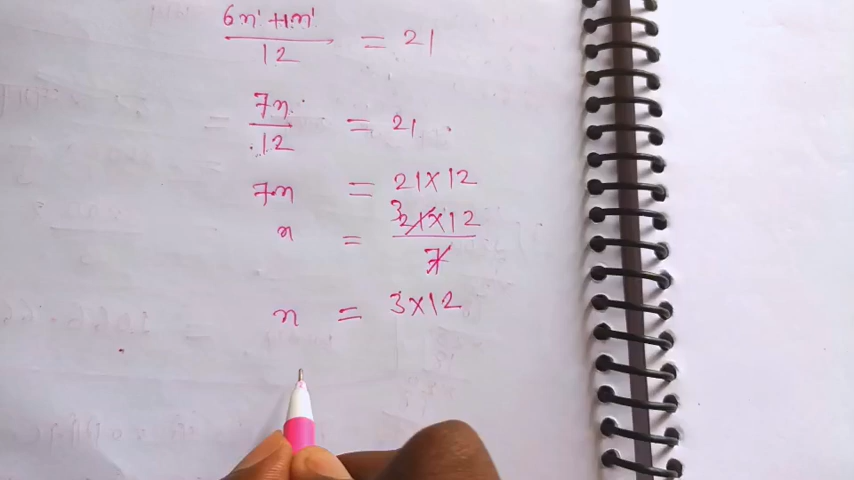 6n + 1n / 12 = 21
7n / 12 = 21
7n = 21×12
n = 21×12 / 7 3
n = 3×12